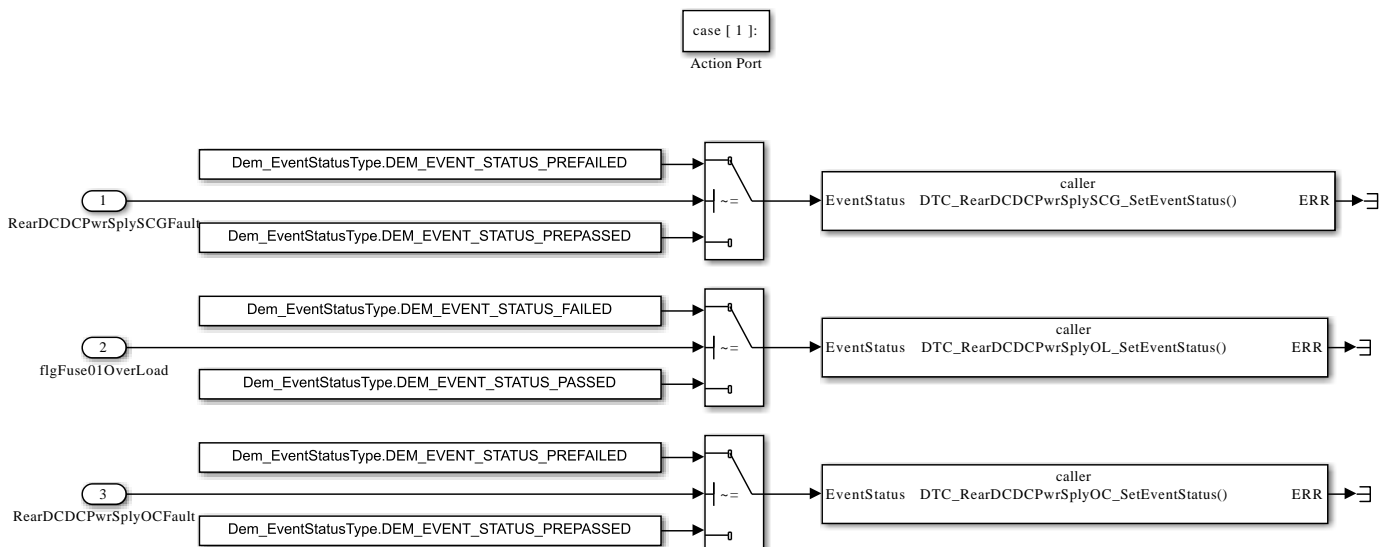 case [ 1 ]:
Action Port
Dem_EventStatusType.DEM_EVENT_STATUS_PREFAILED
1
RearDCDCPwrSplySCGFault
~=
Dem_EventStatusType.DEM_EVENT_STATUS_PREPASSED
caller
EventStatus DTC_RearDCDCPwrSplySCG_SetEventStatus() ERR
Dem_EventStatusType.DEM_EVENT_STATUS_FAILED
2
flgFuse01OverLoad
~=
Dem_EventStatusType.DEM_EVENT_STATUS_PASSED
caller
EventStatus DTC_RearDCDCPwrSplyOL_SetEventStatus() ERR
Dem_EventStatusType.DEM_EVENT_STATUS_PREFAILED
3
RearDCDCPwrSplyOCFault
~=
Dem_EventStatusType.DEM_EVENT_STATUS_PREPASSED
caller
EventStatus DTC_RearDCDCPwrSplyOC_SetEventStatus() ERR